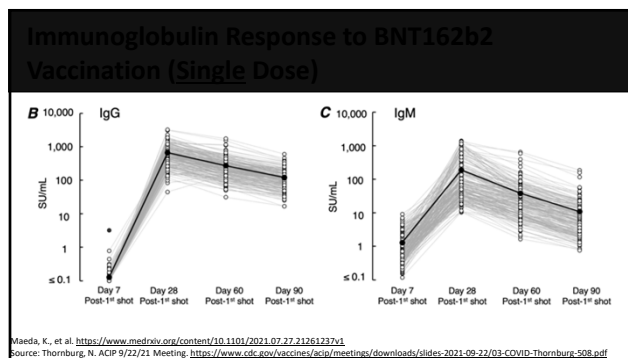 Immunoglobulin Response to BNT162b2
Vaccination (Single Dose)
B IgG
10,000
1,000
100
10
1
≤ 0.1
SU/mL
Day 7 Day 28 Day 60 Day 90
Post-1st shot Post-1st shot Post-1st shot Post-1st shot
C IgM
10,000
1,000
100
10
1
≤ 0.1
SU/mL
Day 7 Day 28 Day 60 Day 90
Post-1st shot Post-1st shot Post-1st shot Post-1st shot
Maeda, K., et al. https://www.medrxiv.org/content/10.1101/2021.07.27.21261237v1
Source: Thornburg, N. ACIP 9/22/21 Meeting. https://www.cdc.gov/vaccines/acip/meetings/downloads/slides-2021-09-22/03-COVID-Thornburg-508.pdf